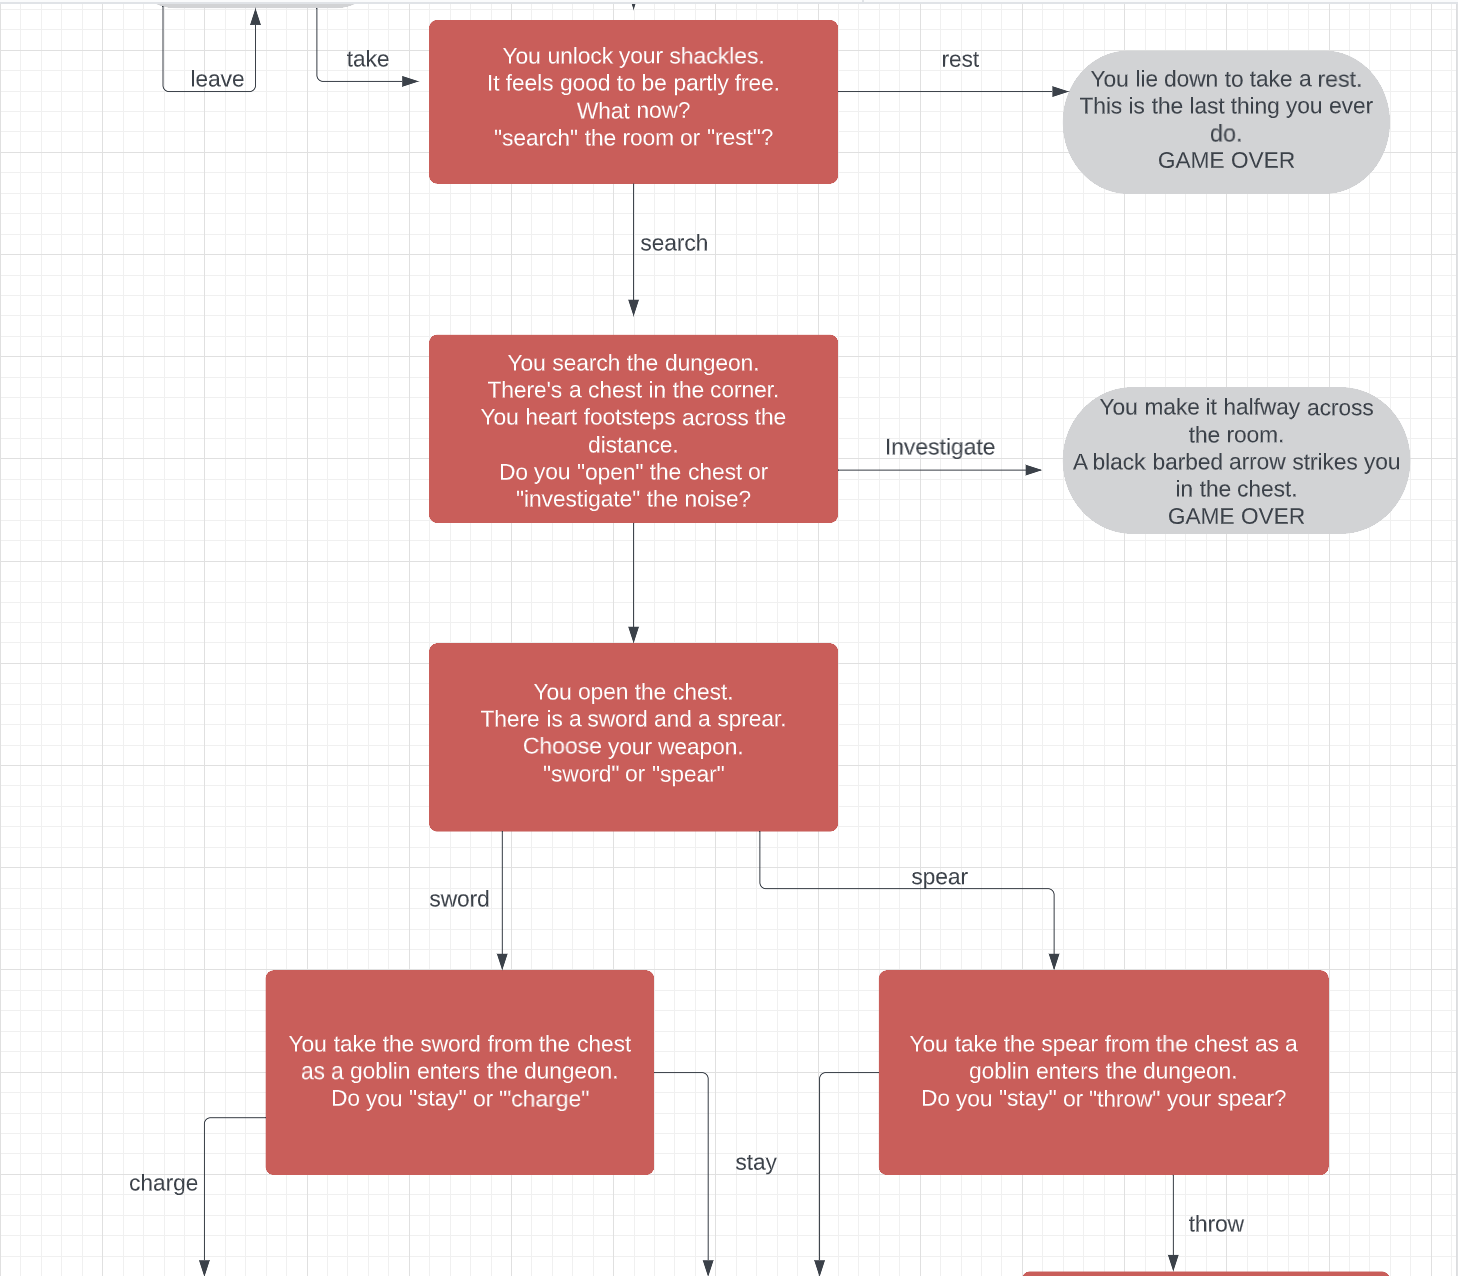 leave
take
You unlock your shackles.
It feels good to be partly free.
What now?
"search" the room or "rest"?
rest
You lie down to take a rest.
This is the last thing you ever
do.
GAME OVER
search
You search the dungeon.
There's a chest in the corner.
You heart footsteps across the
distance.
Do you "open" the chest or
"investigate" the noise?
Investigate
You make it halfway across
the room.
A black barbed arrow strikes you
in the chest.
GAME OVER
You open the chest.
There is a sword and a sprear.
Choose your weapon.
"sword" or "spear"
sword
spear
You take the sword from the chest
as a goblin enters the dungeon.
Do you "stay" or "'charge"
You take the spear from the chest as a
goblin enters the dungeon.
Do you "stay" or "throw" your spear?
charge
stay
throw